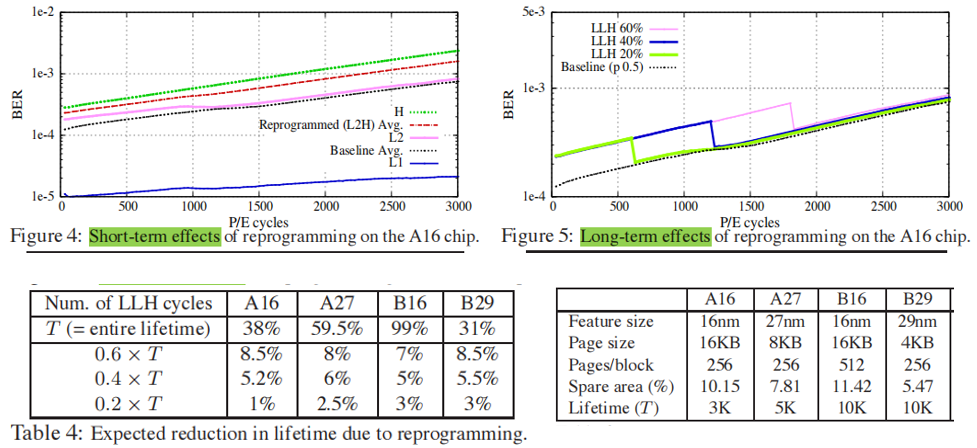 1e-2
1e-3
1e-4
1e-5
BER
H
Reprogrammed (L2H) Avg.
L2
Baseline Avg.
L1
0 500 1000 1500 2000 2500 3000
P/E cycles
Figure 4: Short-term effects of reprogramming on the A16 chip.
5e-3
1e-3
1e-4
BER
LLH 60%
LLH 40%
LLH 20%
Baseline (p 0.5)
0 500 1000 1500 2000 2500 3000
P/E cycles
Figure 5: Long-term effects of reprogramming on the A16 chip.
Num. of LLH cycles A16 A27 B16 B29
T (= entire lifetime) 38% 59.5% 99% 31%
0.6 × T 8.5% 8% 7% 8.5%
0.4 × T 5.2% 6% 5% 5.5%
0.2 × T 1% 2.5% 3% 3%
Table 4: Expected reduction in lifetime due to reprogramming.
A16 A27 B16 B29
Feature size 16nm 27nm 16nm 29nm
Page size 16KB 8KB 16KB 4KB
Pages/block 256 256 512 256
Spare area (%) 10.15 7.81 11.42 5.47
Lifetime (T) 3K 5K 10K 10K